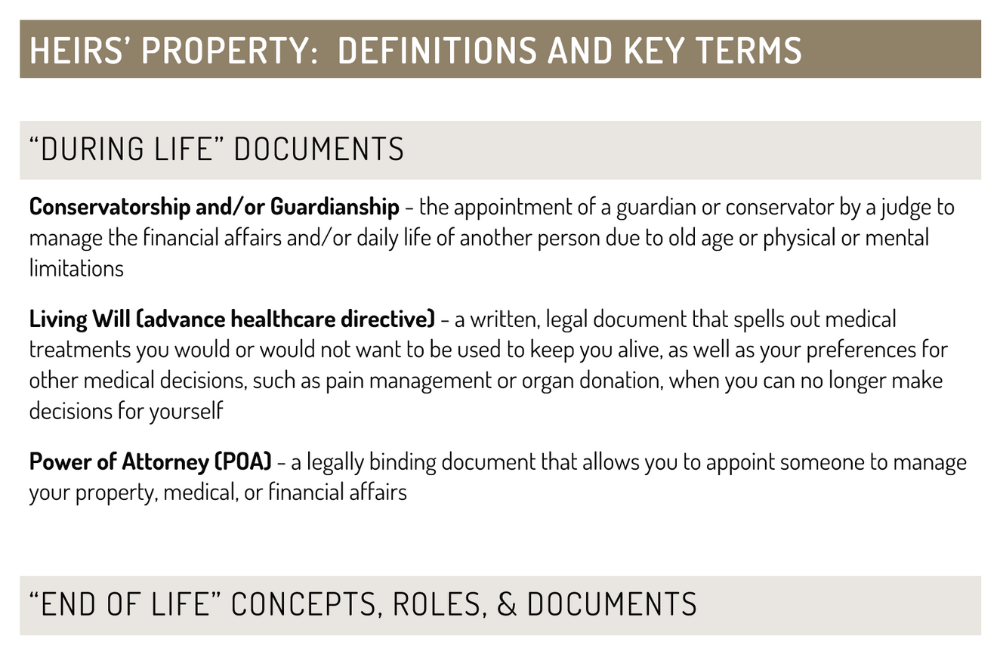 HEIRS’ PROPERTY:  DEFINITIONS AND KEY TERMS
“DURING LIFE” DOCUMENTS
Conservatorship and/or Guardianship – the appointment of a guardian or conservator by a judge to
manage the financial affairs and/or daily life of another person due to old age or physical or mental
limitations
Living Will (advance healthcare directive) – a written, legal document that spells out medical
treatments you would or would not want to be used to keep you alive, as well as your preferences for
other medical decisions, such as pain management or organ donation, when you can no longer make
decisions for yourself
Power of Attorney (POA) – a legally binding document that allows you to appoint someone to manage
your property, medical, or financial affairs
“END OF LIFE” CONCEPTS, ROLES, & DOCUMENTS